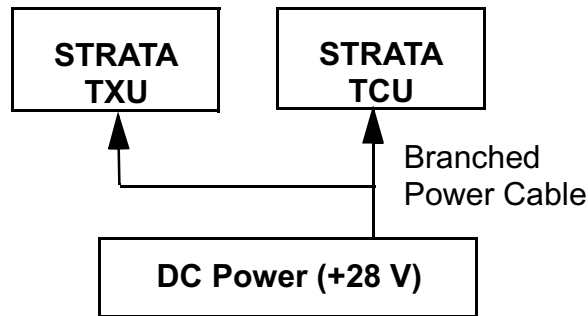 STRATA
TXU
STRATA
TCU
Branched
Power Cable
DC Power (+28 V)